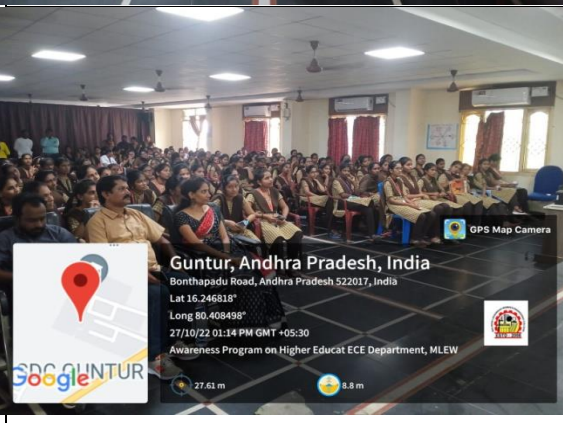 GPS Map Camera
Guntur, Andhra Pradesh, India
Bonthapadu Road, Andhra Pradesh 522017, India
Lat 16.246818°
Long 80.408498°
27/10/22 01:14 PM GMT +05:30
Awareness Program on Higher Educat ECE Department, MLEW
GUNTUR
Google
27.61 m
8.8 m